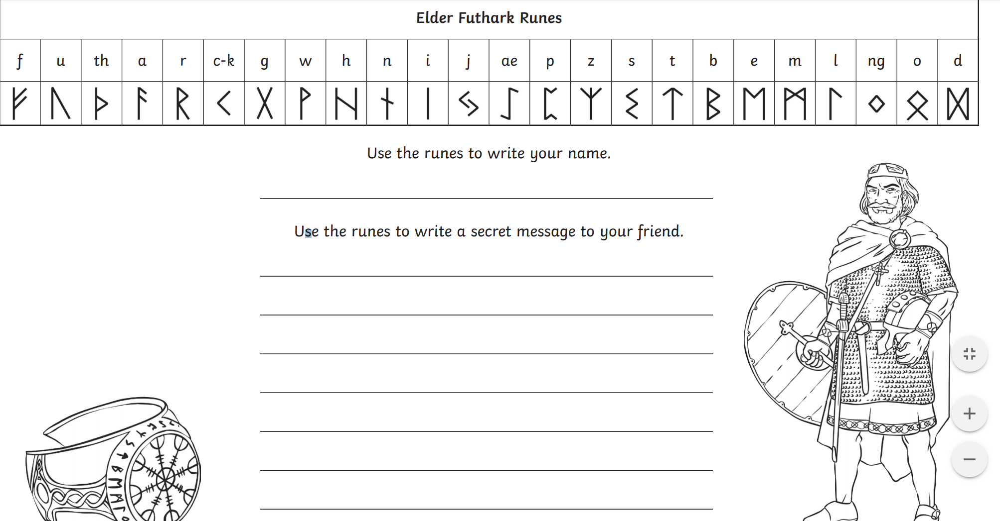 Elder Futhark Runes
f u th a r c-k g w h n i j ae p z s t b e m l ng o d
ᚠ ᚢ ᚦ ᚨ ᚱ ᚲ ᚷ ᚹ ᚺ ᚾ ᛁ ᛃ ᛇ ᛈ ᛉ ᛊ ᛏ ᛒ ᛖ ᛗ ᛚ ᛜ ᛟ ᛞ
Use the runes to write your name.
Use the runes to write a secret message to your friend.